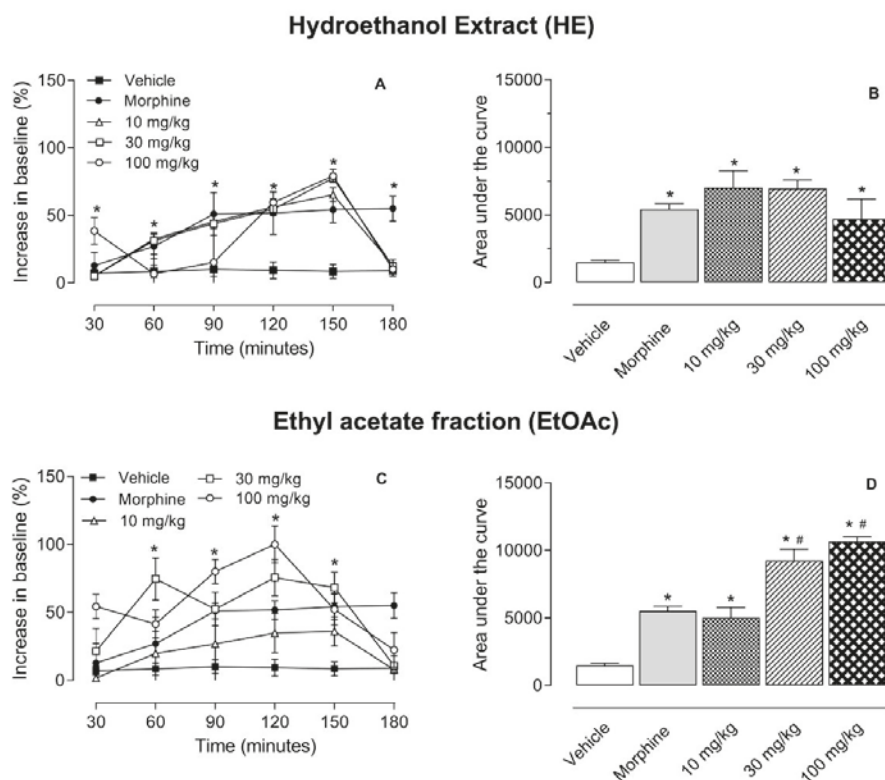 Hydroethanol Extract (HE)
A
Vehicle
Morphine
10 mg/kg
30 mg/kg
100 mg/kg
Increase in baseline (%)
150
100
50
0
* * * * * *
30 60 90 120 150 180
Time (minutes)
B
Area under the curve
15000
10000
5000
0
* * * *
Vehicle
Morphine
10 mg/kg
30 mg/kg
100 mg/kg
Ethyl acetate fraction (EtOAc)
C
Vehicle
Morphine
10 mg/kg
30 mg/kg
100 mg/kg
Increase in baseline (%)
150
100
50
0
* * * *
30 60 90 120 150 180
Time (minutes)
D
Area under the curve
15000
10000
5000
0
* * * # * #
Vehicle
Morphine
10 mg/kg
30 mg/kg
100 mg/kg